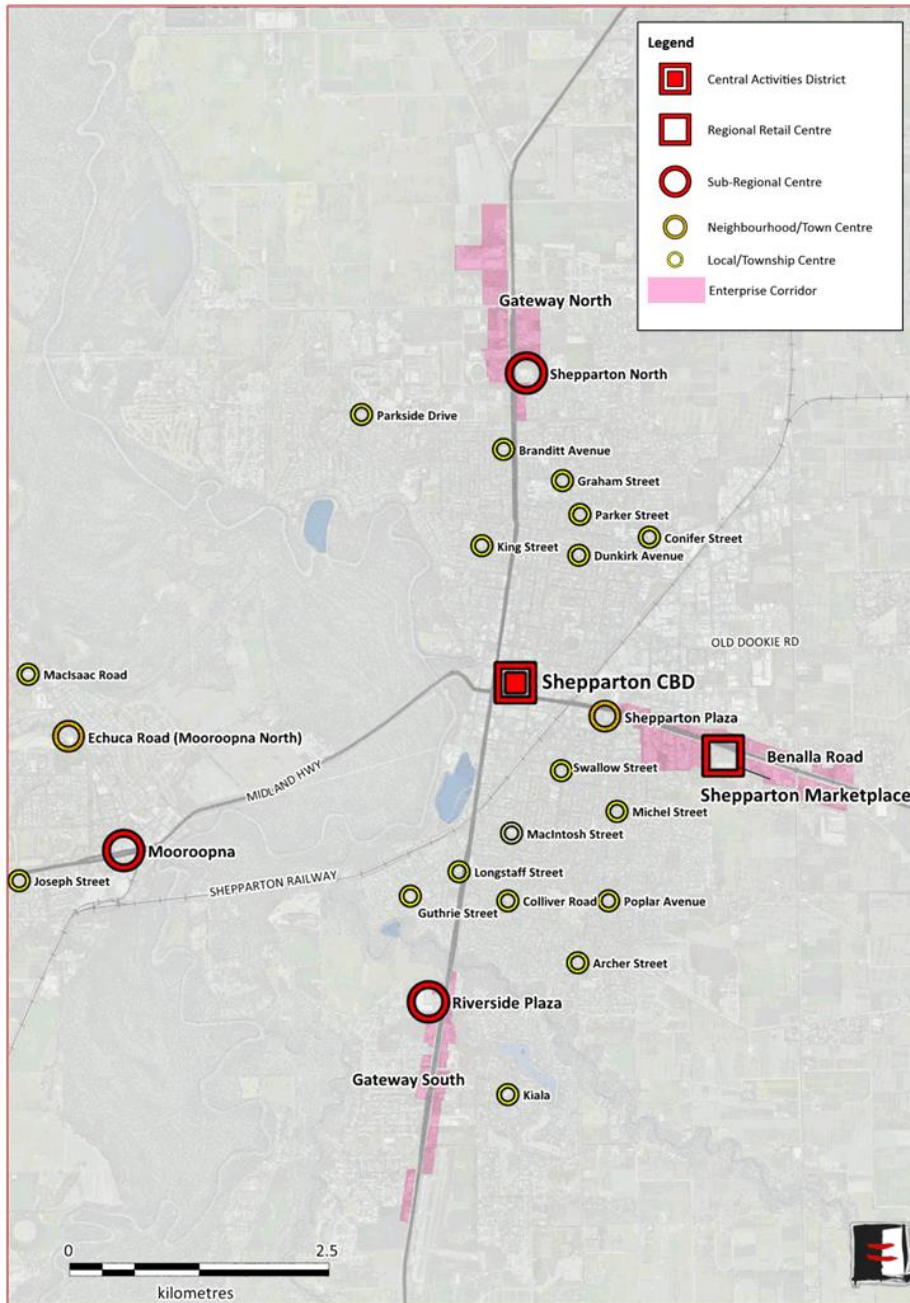 Legend
Central Activities District
Regional Retail Centre
Sub-Regional Centre
Neighbourhood/Town Centre
Local/Township Centre
Enterprise Corridor
Gateway North
Shepparton North
Parkside Drive
Branditt Avenue
Graham Street
Parker Street
Conifer Street
King Street
Dunkirk Avenue
OLD DOOKIE RD
MacIsaac Road
Shepparton CBD
Shepparton Plaza
Echuca Road (Mooroopna North)
Benalla Road
MIDLAND HWY
Swallow Street
Shepparton Marketplace
Michel Street
MacIntosh Street
Mooroopna
Longstaff Street
Joseph Street
SHEPPARTON RAILWAY
Guthrie Street
Colliver Road
Poplar Avenue
Archer Street
Riverside Plaza
Gateway South
Kiala
0
2.5
kilometres